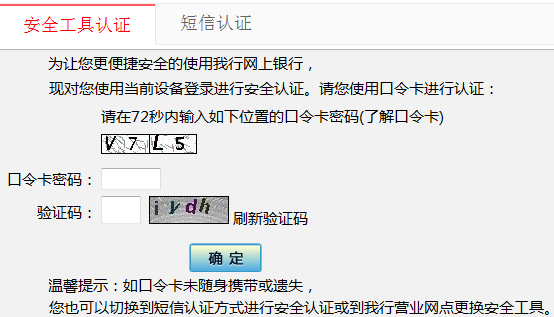 安全工具认证 短信认证
为让您更便捷安全的使用我行网上银行，
现对您使用当前设备登录进行安全认证。请您使用口令卡进行认证：
请在72秒内输入如下位置的口令卡密码(了解口令卡)
V7L5
口令卡密码：
验证码： iydh 刷新验证码
确 定
温馨提示：如口令卡未随身携带或遗失，
您也可以切换到短信认证方式进行安全认证或到我行营业网点更换安全工具。